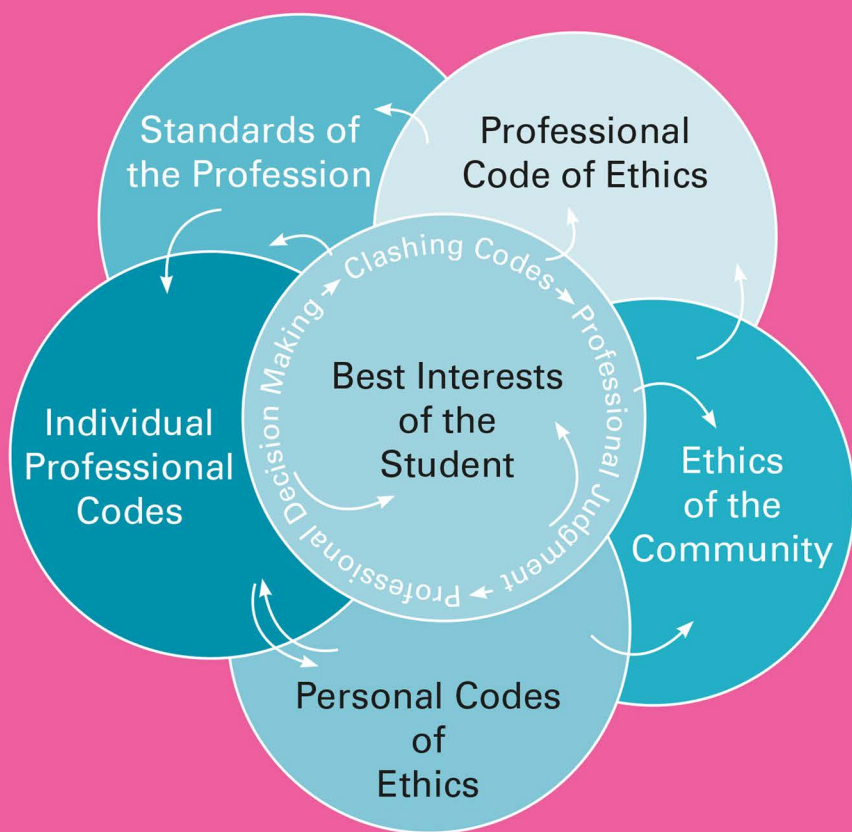 Standards of
the Profession
Professional
Code of Ethics
Clashing Codes
Professional Judgment
Professional Decision Making
Best Interests
of the
Student
Individual
Professional
Codes
Ethics
of the
Community
Personal Codes
of
Ethics